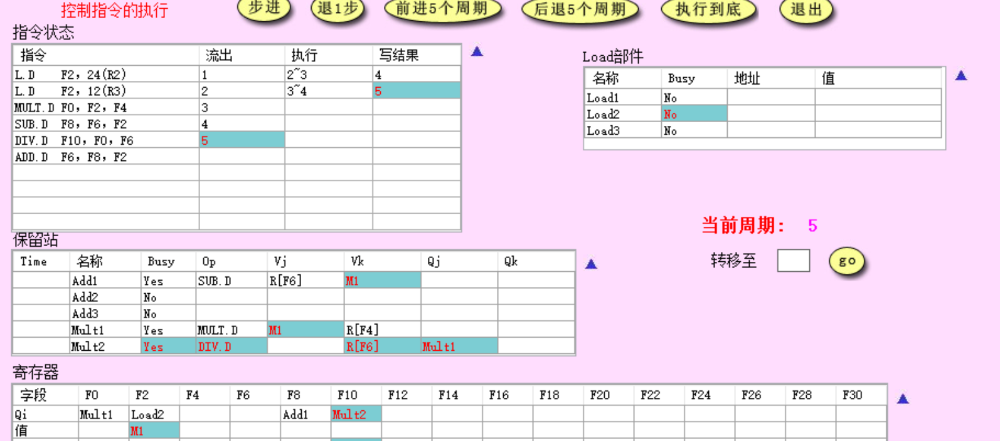 控制指令的执行 步进 退1步 前进5个周期 后退5个周期 执行到底 退出
指令状态
指令 流出 执行 写结果
L.D F2, 24(R2) 1 2~3 4
L.D F2, 12(R3) 2 3~4 5
MULT.D F0, F2, F4 3
SUB.D F8, F6, F2 4
DIV.D F10, F0, F6 5
ADD.D F6, F8, F2
Load部件
名称 Busy 地址 值
Load1 No
Load2 No
Load3 No
当前周期: 5
转移至 go
保留站
Time 名称 Busy Op Vj Vk Qj Qk
Add1 Yes SUB.D R[F6] M1
Add2 No
Add3 No
Mult1 Yes MULT.D M1 R[F4]
Mult2 Yes DIV.D R[F6] Mult1
寄存器
字段 F0 F2 F4 F6 F8 F10 F12 F14 F16 F18 F20 F22 F24 F26 F28 F30
Qi Mult1 Load2 Add1 Mult2
值 M1